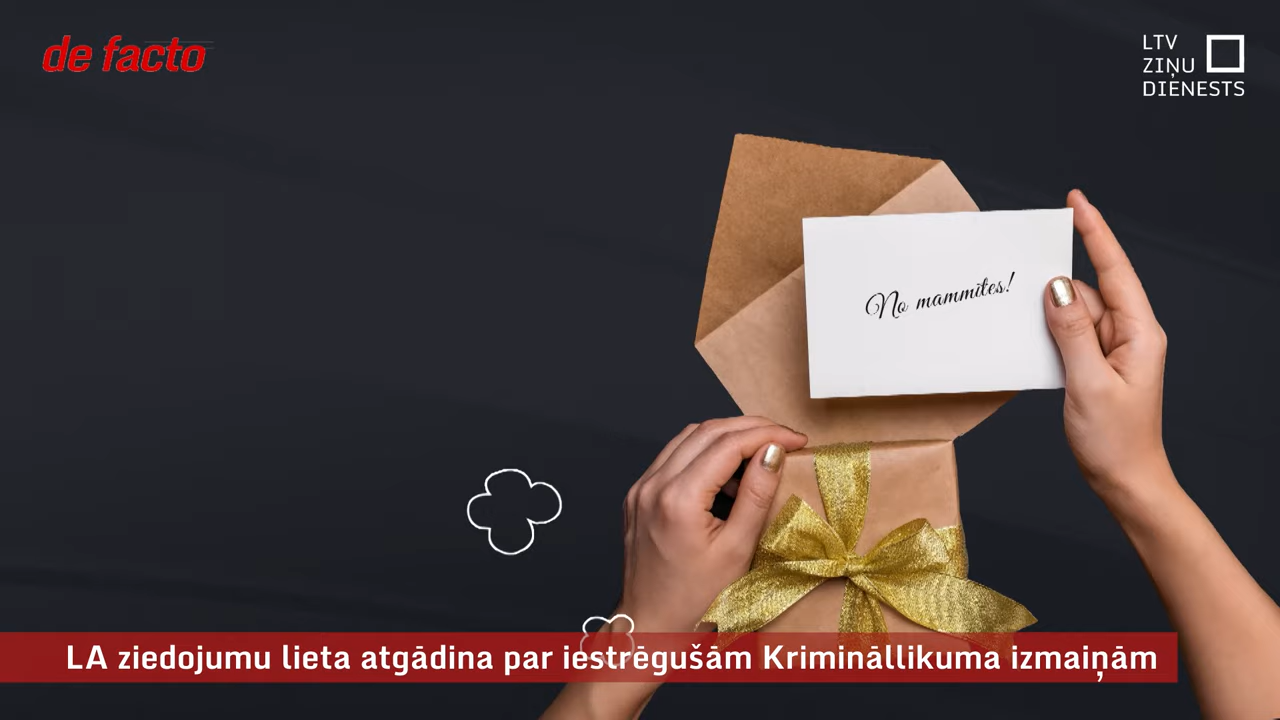 de facto
LTV
ZIŅU
DIENESTS
No mammītes!
LA ziedojumu lieta atgādina par iestrēgušām Krimināllikuma izmaiņām